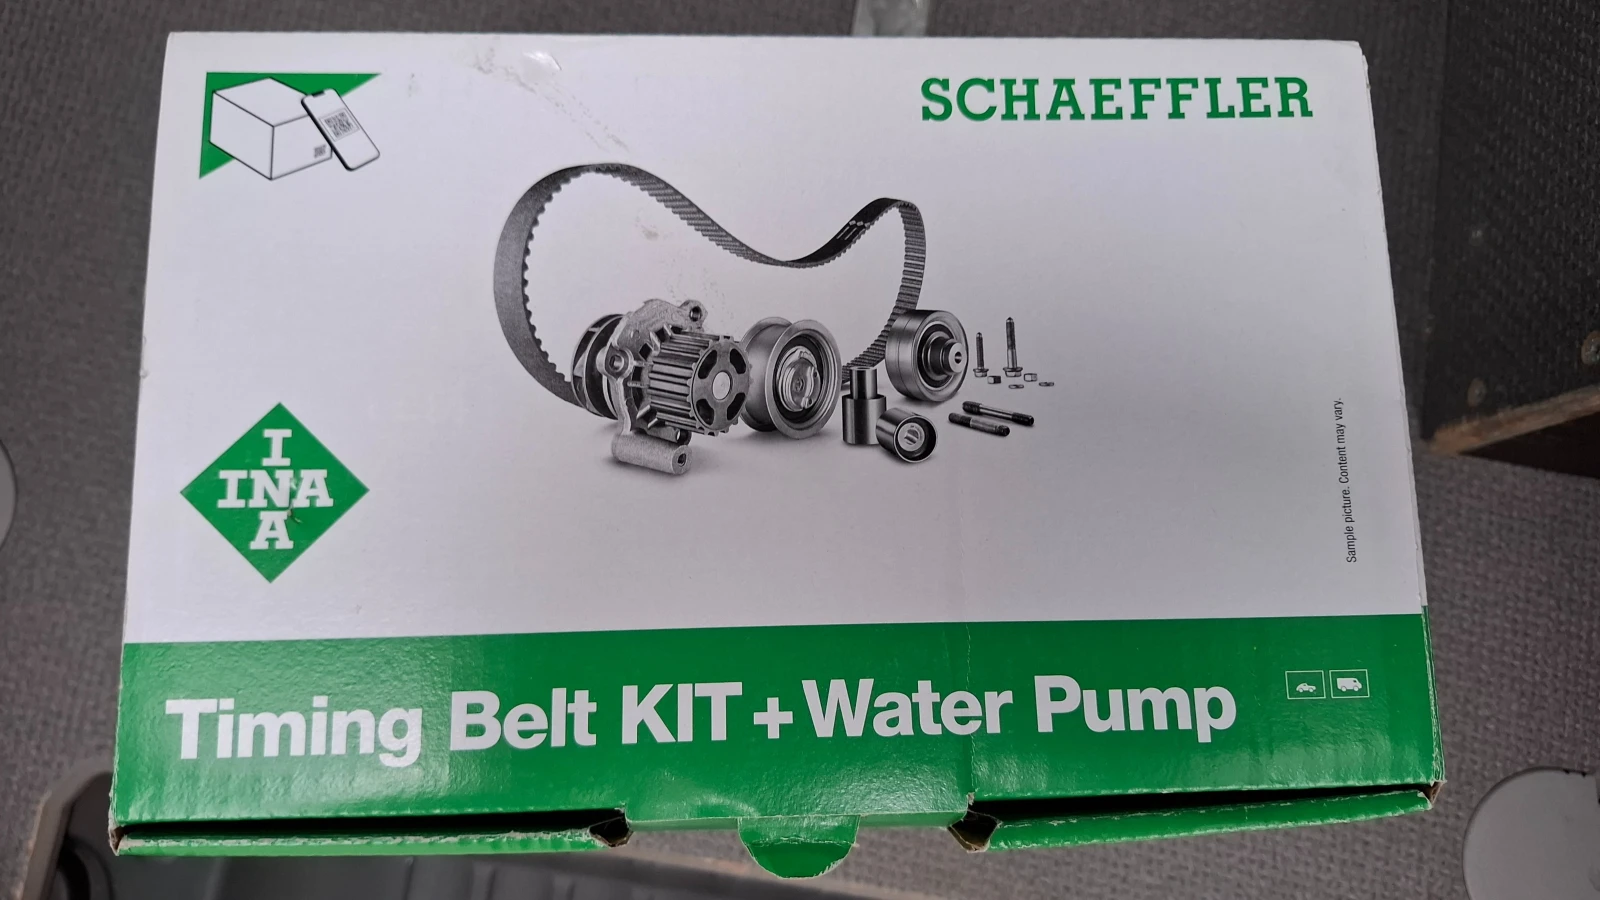 SCHAEFFLER
I
INA
A
Sample picture. Content may vary.
Timing Belt KIT + Water Pump